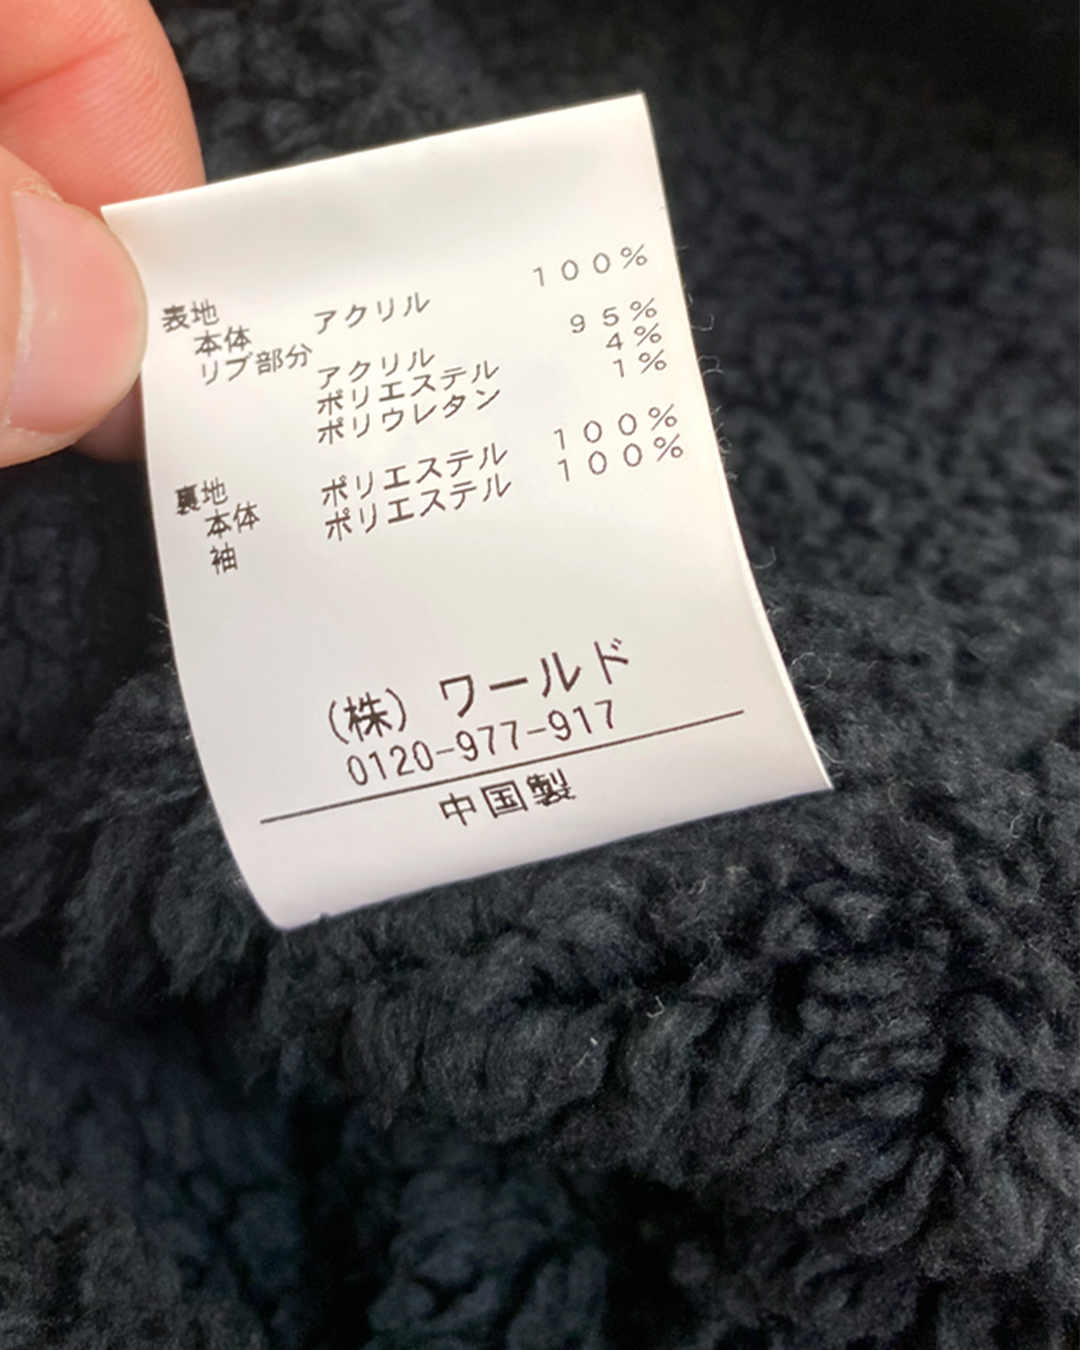 表地
本体 アクリル 100%
リブ部分 アクリル 95%
ポリエステル 4%
ポリウレタン 1%
裏地
本体 ポリエステル 100%
袖 ポリエステル 100%
(株) ワールド
0120-977-917
中国製